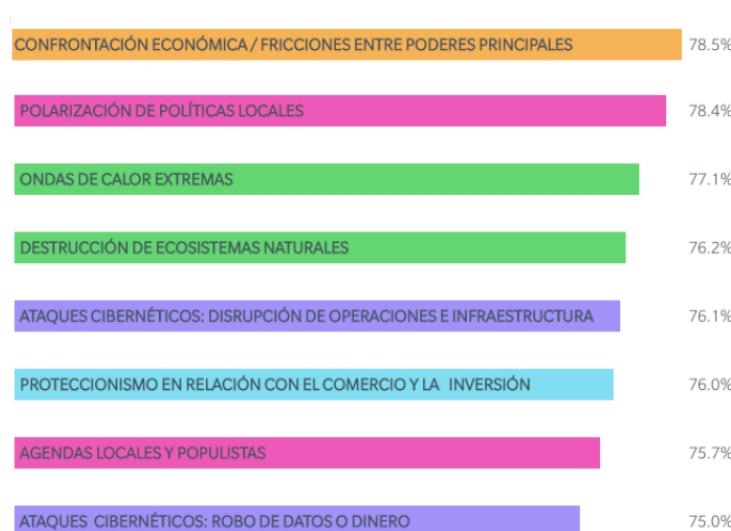 CONFRONTACIÓN ECONÓMICA / FRICCIONES ENTRE PODERES PRINCIPALES 78.5%
POLARIZACIÓN DE POLÍTICAS LOCALES 78.4%
ONDAS DE CALOR EXTREMAS 77.1%
DESTRUCCIÓN DE ECOSISTEMAS NATURALES 76.2%
ATAQUES CIBERNÉTICOS: DISRUPCIÓN DE OPERACIONES E INFRAESTRUCTURA 76.1%
PROTECCIONISMO EN RELACIÓN CON EL COMERCIO Y LA INVERSIÓN 76.0%
AGENDAS LOCALES Y POPULISTAS 75.7%
ATAQUES CIBERNÉTICOS: ROBO DE DATOS O DINERO 75.0%